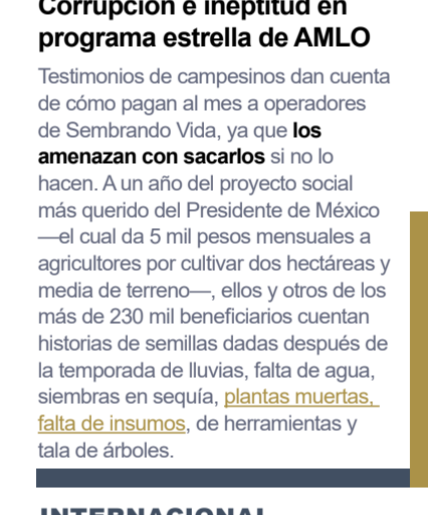 Corrupción e ineptitud en
programa estrella de AMLO
Testimonios de campesinos dan cuenta
de cómo pagan al mes a operadores
de Sembrando Vida, ya que los
amenazan con sacarlos si no lo
hacen. A un año del proyecto social
más querido del Presidente de México
—el cual da 5 mil pesos mensuales a
agricultores por cultivar dos hectáreas y
media de terreno—, ellos y otros de los
más de 230 mil beneficiarios cuentan
historias de semillas dadas después de
la temporada de lluvias, falta de agua,
siembras en sequía, plantas muertas,
falta de insumos, de herramientas y
tala de árboles.
INTERNACIONAL